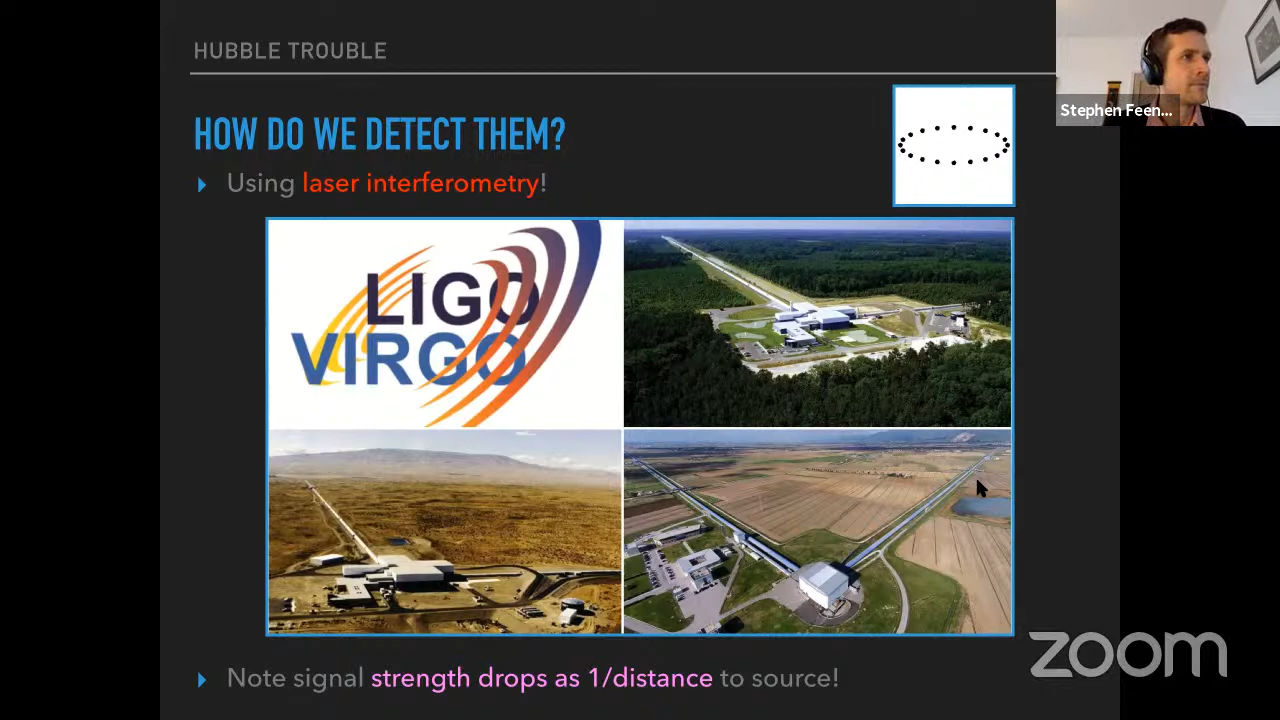 HUBBLE TROUBLE
Stephen Feen...
HOW DO WE DETECT THEM?
Using laser interferometry!
LIGO
VIRGO
Note signal strength drops as 1/distance to source!
zoom